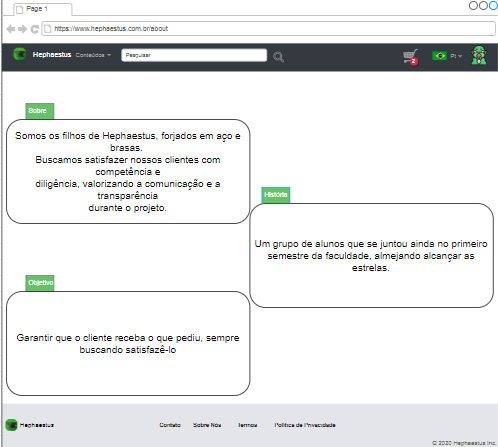 Page 1
https://www.hephaestus.com.br/about
Hephaestus Conteúdos Pesquisar 2 Pt
Sobre
Somos os filhos de Hephaestus, forjados em aço e
brasas.
Buscamos satisfazer nossos clientes com
competência e
diligência, valorizando a comunicação e a
transparência
durante o projeto.
História
Um grupo de alunos que se juntou ainda no primeiro
semestre da faculdade, almejando alcançar as
estrelas.
Objetivo
Garantir que o cliente receba o que pediu, sempre
buscando satisfazê-lo
Hephaestus Contato Sobre Nós Termos Política de Privacidade
© 2020 Hephaestus Inc.